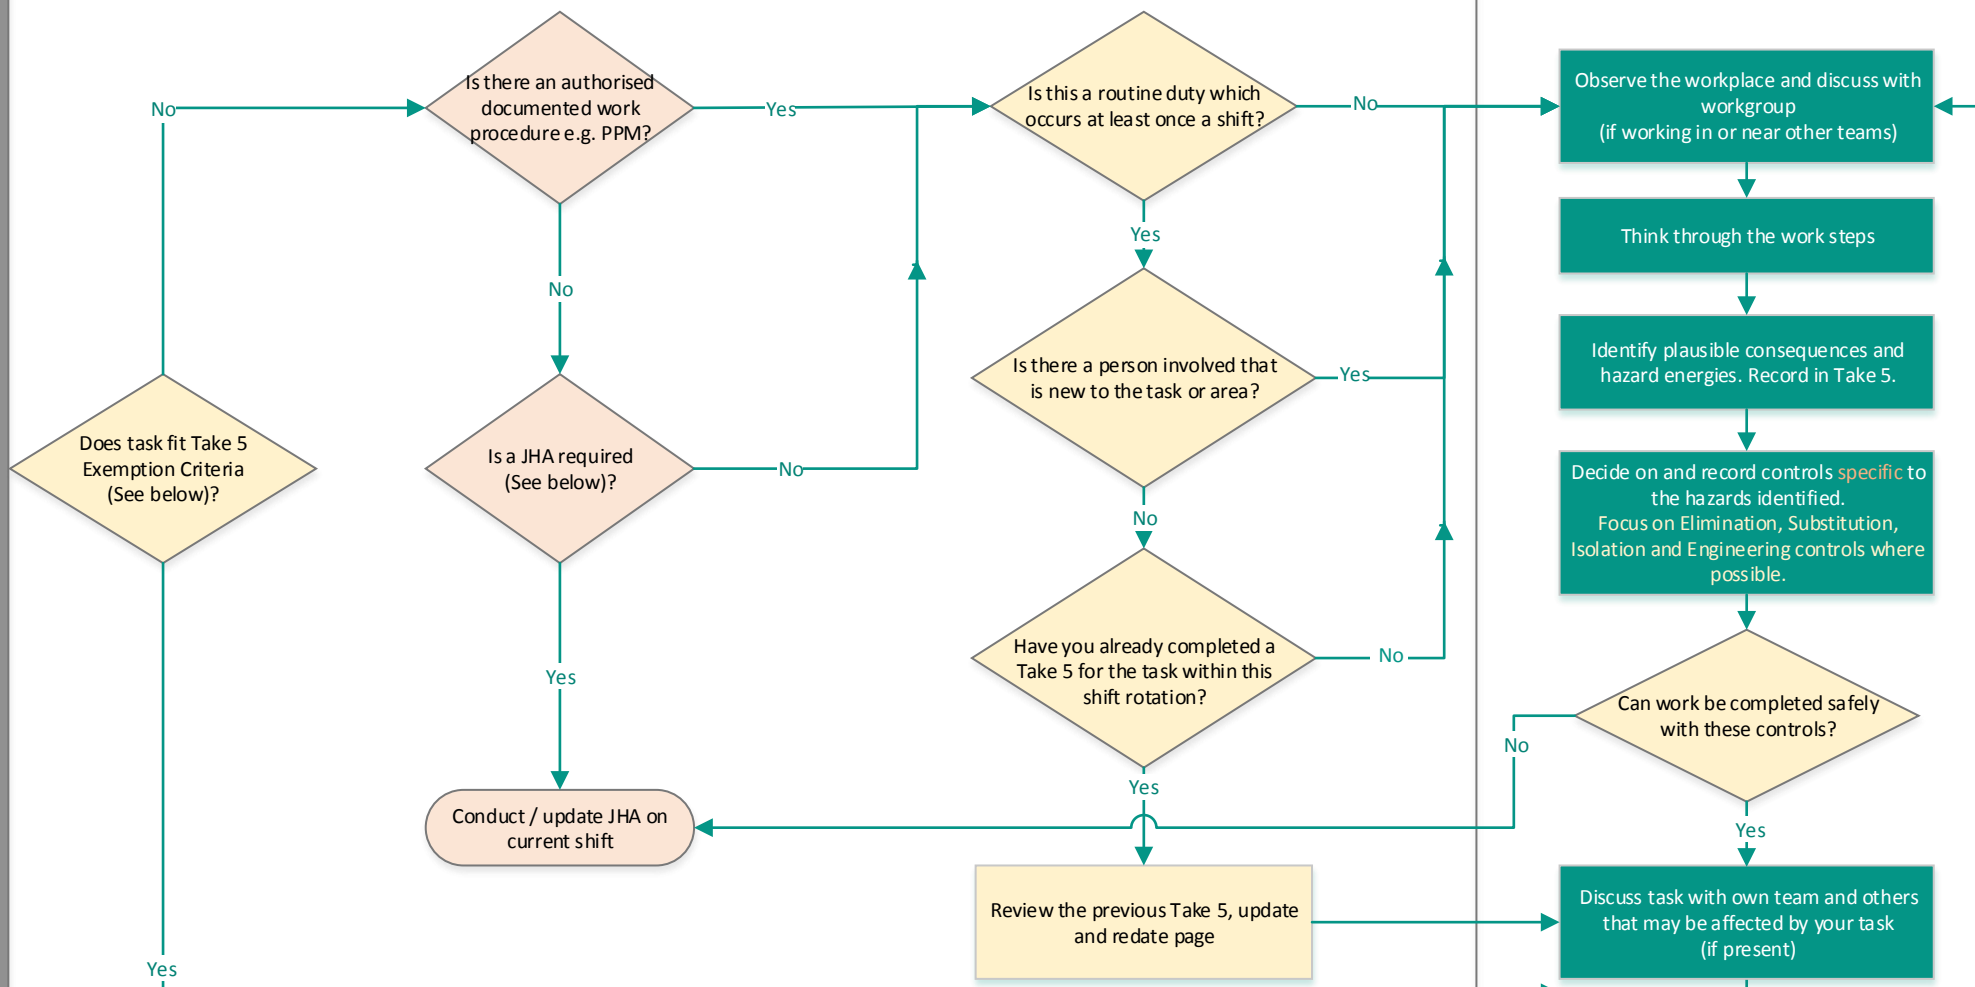 Does task fit Take 5
Exemption Criteria
(See below)?
No
Yes
Is there an authorised
documented work
procedure e.g. PPM?
Yes
No
Is a JHA required
(See below)?
No
Yes
Conduct / update JHA on
current shift
Is this a routine duty which
occurs at least once a shift?
No
Yes
Is there a person involved that
is new to the task or area?
Yes
No
Have you already completed a
Take 5 for the task within this
shift rotation?
No
Yes
Review the previous Take 5, update
and redate page
Observe the workplace and discuss with
workgroup
(if working in or near other teams)
Think through the work steps
Identify plausible consequences and
hazard energies. Record in Take 5.
Decide on and record controls specific to
the hazards identified.
Focus on Elimination, Substitution,
Isolation and Engineering controls where
possible.
Can work be completed safely
with these controls?
No
Yes
Discuss task with own team and others
that may be affected by your task
(if present)